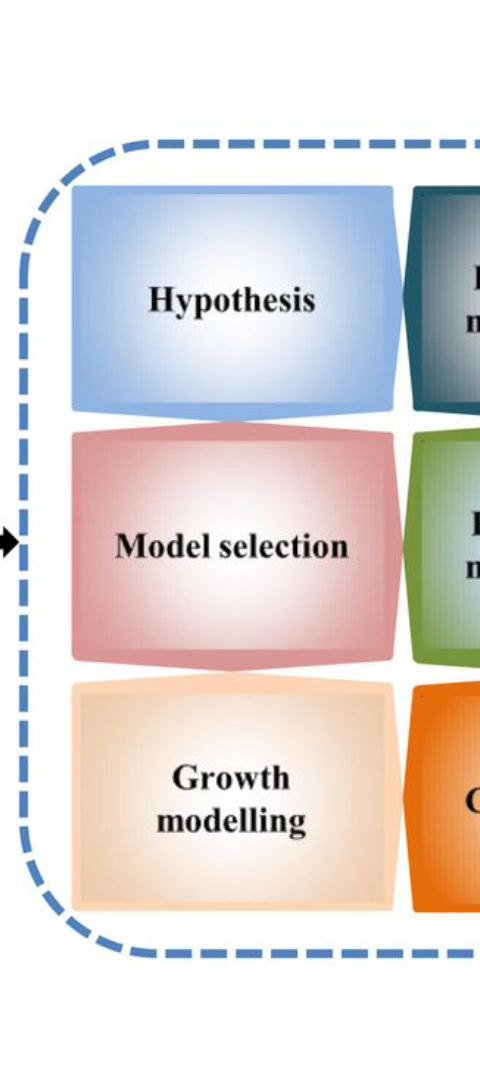 Hypothesis
Model selection
Growth
modelling